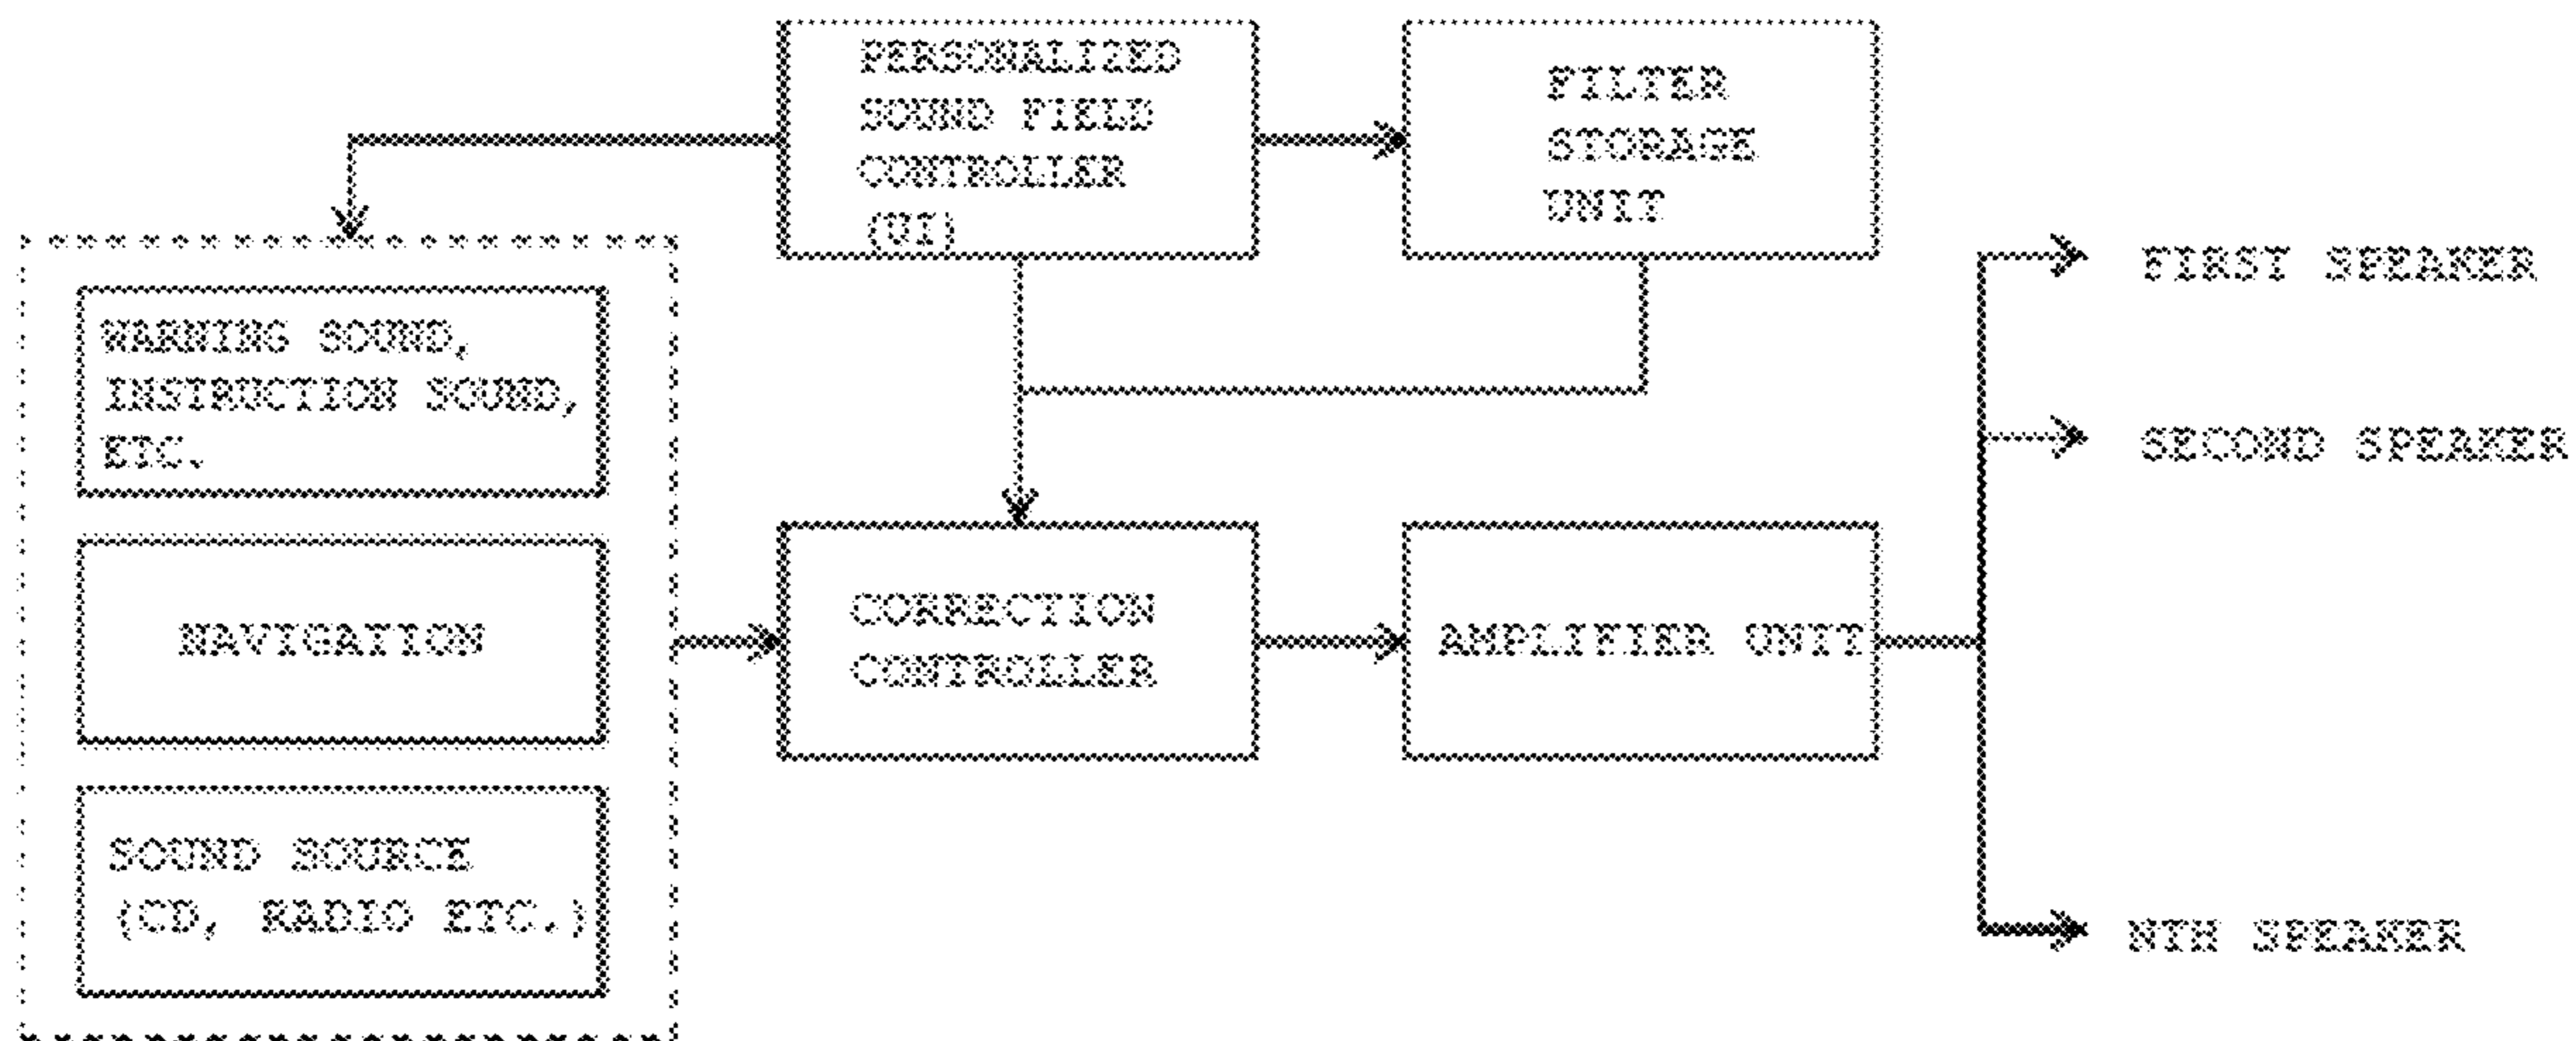 PERSONALIZED
SOUND FIELD
CONTROLLER
(UI)
FILTER
STORAGE
UNIT
WARNING SOUND,
INSTRUCTION SOUND,
ETC.
NAVIGATION
SOUND SOURCE
(CD, RADIO ETC.)
CORRECTION
CONTROLLER
AMPLIFIER UNIT
FIRST SPEAKER
SECOND SPEAKER
NTH SPEAKER